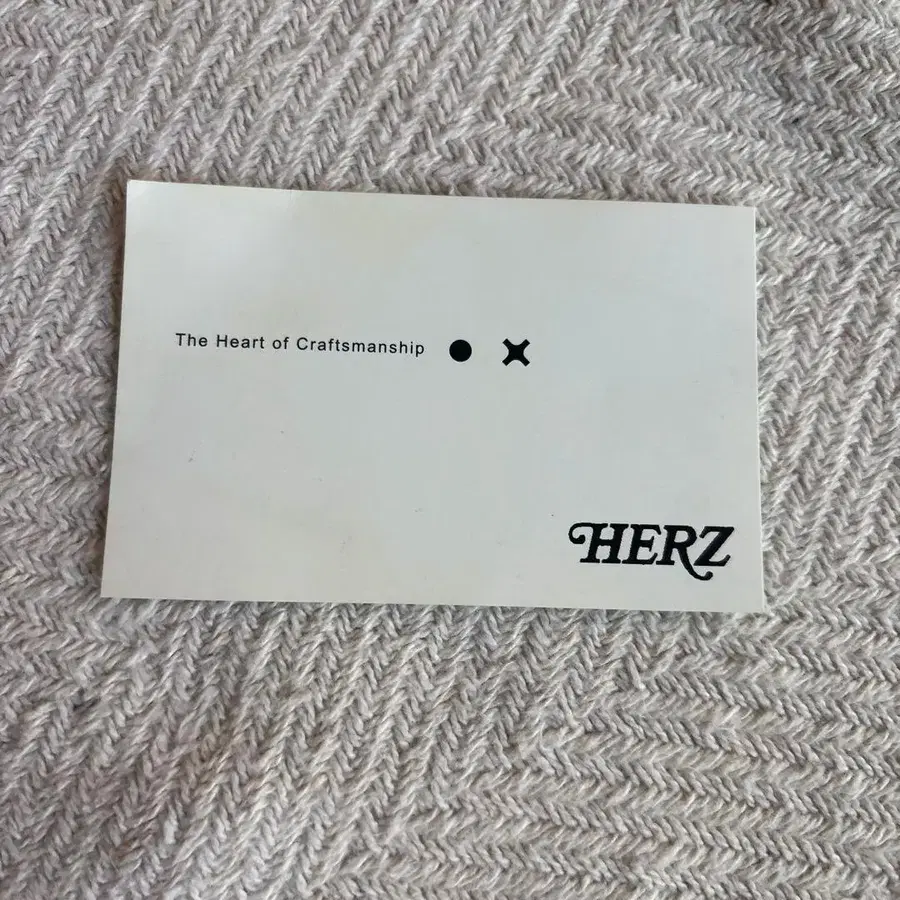 The Heart of Craftsmanship ● ✖
HERZ